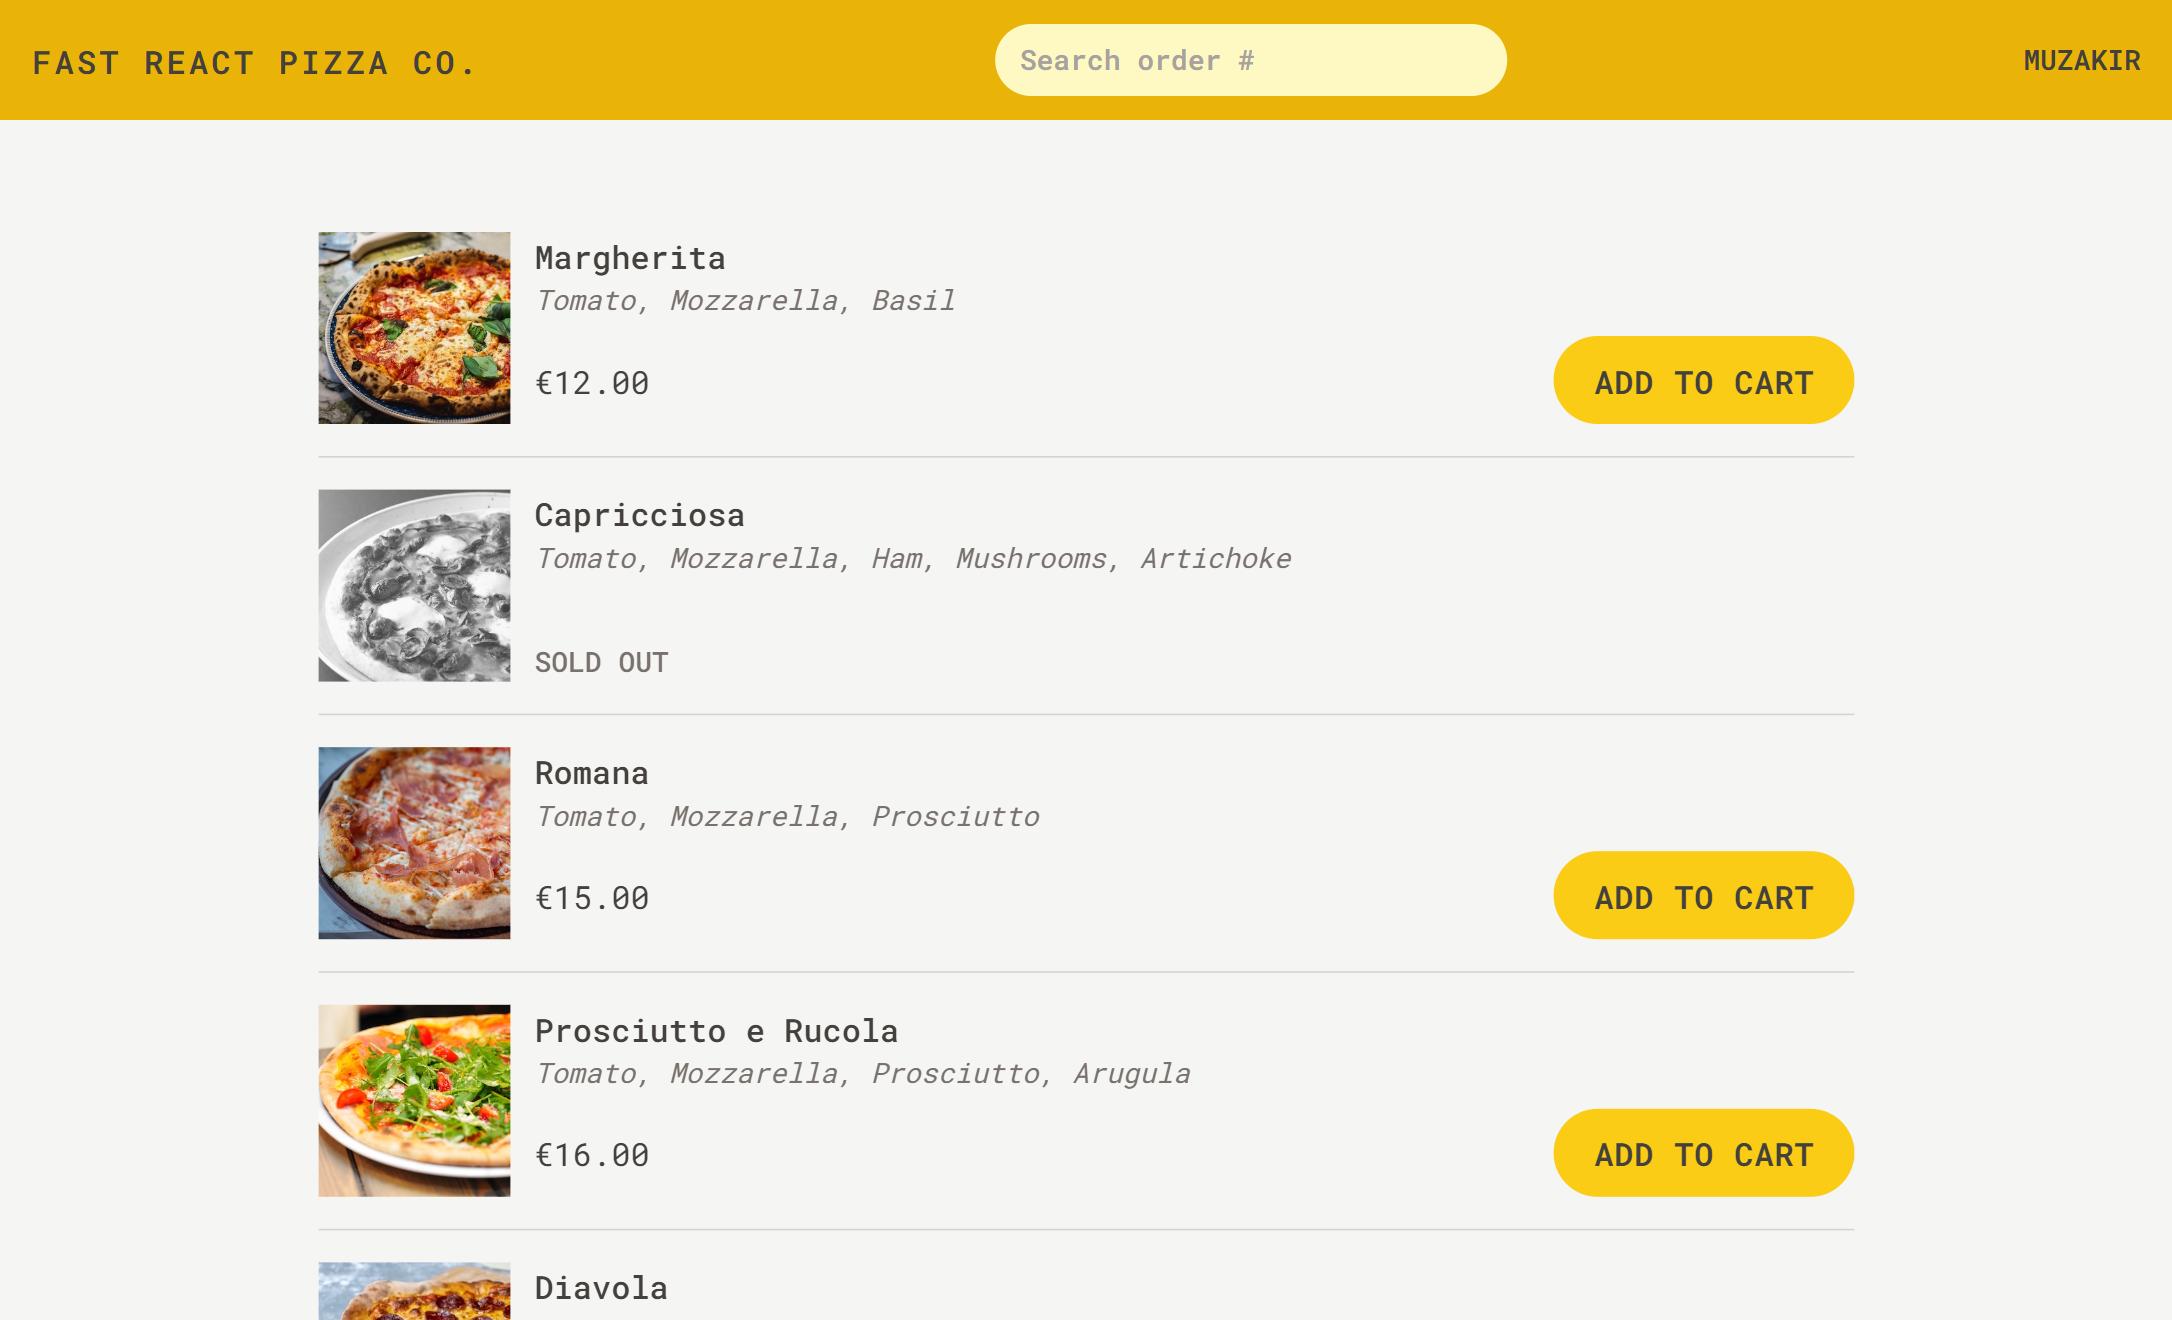 FAST REACT PIZZA CO.
Search order #
MUZAKIR
Margherita
Tomato, Mozzarella, Basil
€12.00
ADD TO CART
Capricciosa
Tomato, Mozzarella, Ham, Mushrooms, Artichoke
SOLD OUT
Romana
Tomato, Mozzarella, Prosciutto
€15.00
ADD TO CART
Prosciutto e Rucola
Tomato, Mozzarella, Prosciutto, Arugula
€16.00
ADD TO CART
Diavola